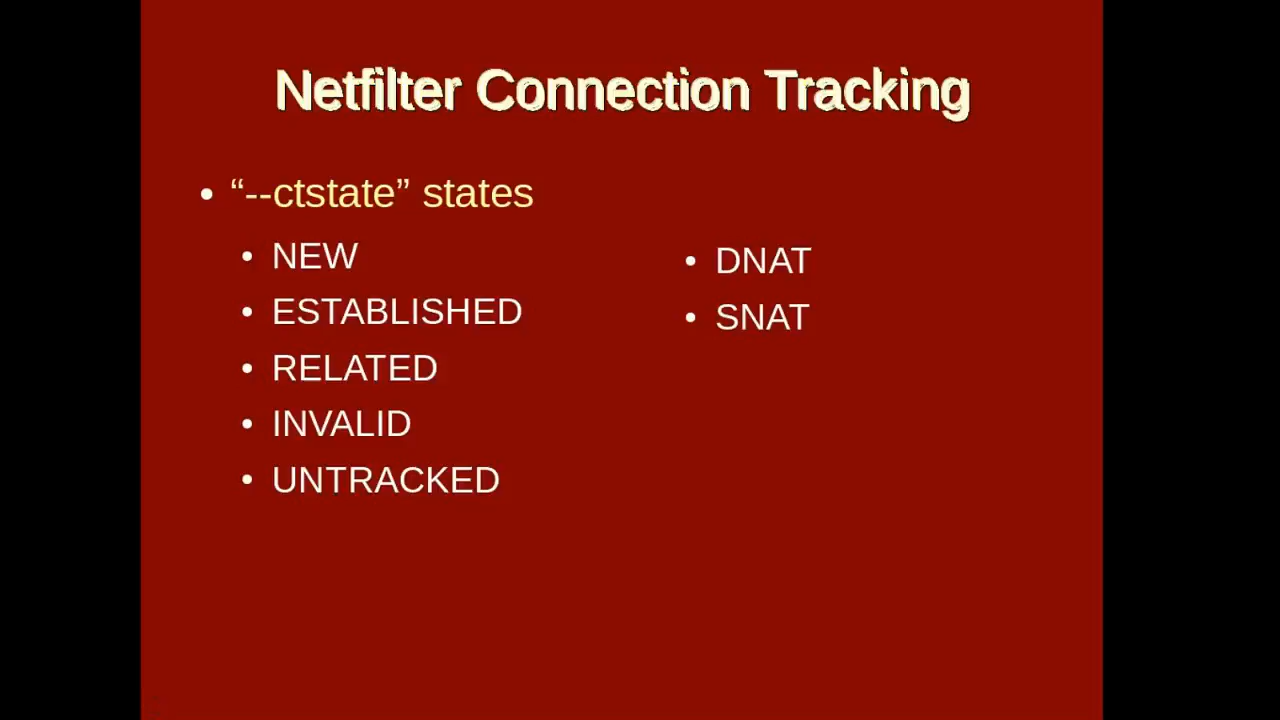 Netfilter Connection Tracking
• “--ctstate” states
• NEW
• ESTABLISHED
• RELATED
• INVALID
• UNTRACKED
• DNAT
• SNAT